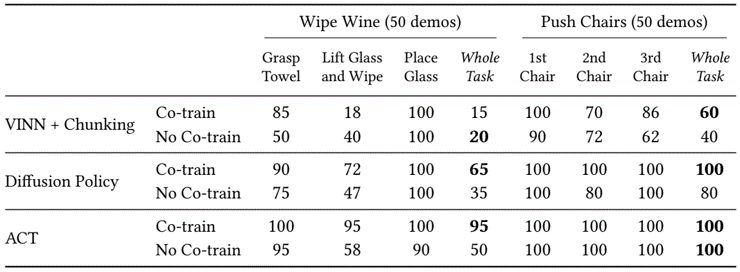 Wipe Wine (50 demos) Push Chairs (50 demos)
Grasp Towel Lift Glass and Wipe Place Glass Whole Task 1st Chair 2nd Chair 3rd Chair Whole Task
VINN + Chunking Co-train 85 18 100 15 100 70 86 60
No Co-train 50 40 100 20 90 72 62 40
Diffusion Policy Co-train 90 72 100 65 100 100 100 100
No Co-train 75 47 100 35 100 80 100 80
ACT Co-train 100 95 100 95 100 100 100 100
No Co-train 95 58 90 50 100 100 100 100